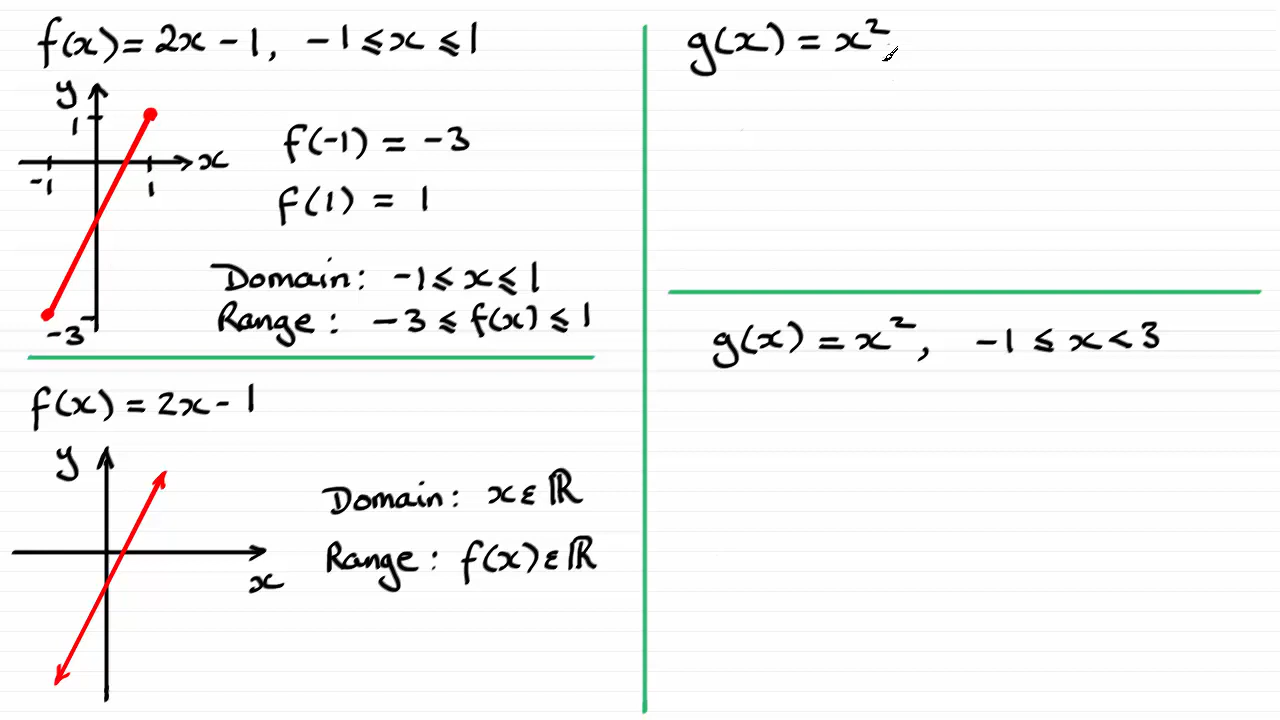 f(x) = 2x - 1, -1 ≤ x ≤ 1
y
1
x
-1 1
-3
f(-1) = -3
f(1) = 1
Domain: -1 ≤ x ≤ 1
Range: -3 ≤ f(x) ≤ 1
f(x) = 2x - 1
y
x
Domain: x ∈ ℝ
Range: f(x) ∈ ℝ
g(x) = x²
g(x) = x², -1 ≤ x < 3